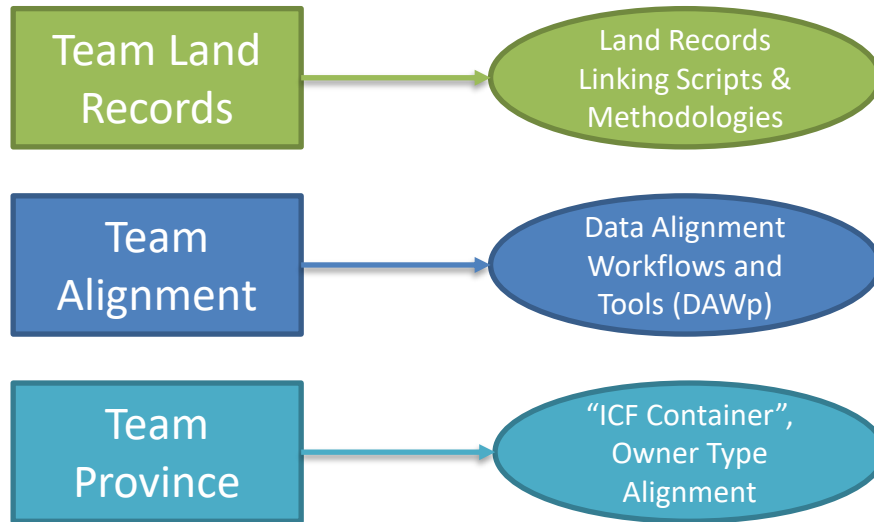 Team Land
Records
Land Records
Linking Scripts &
Methodologies
Team
Alignment
Data Alignment
Workflows and
Tools (DAWp)
Team
Province
“ICF Container”,
Owner Type
Alignment